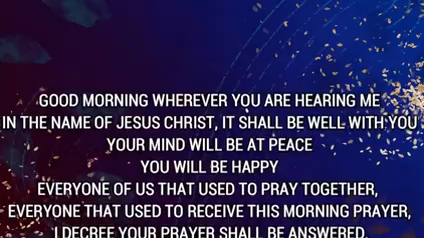 GOOD MORNING WHEREVER YOU ARE HEARING ME
IN THE NAME OF JESUS CHRIST, IT SHALL BE WELL WITH YOU
YOUR MIND WILL BE AT PEACE
YOU WILL BE HAPPY
EVERYONE OF US THAT USED TO PRAY TOGETHER,
EVERYONE THAT USED TO RECEIVE THIS MORNING PRAYER,
I DECREE YOUR PRAYER SHALL BE ANSWERED.